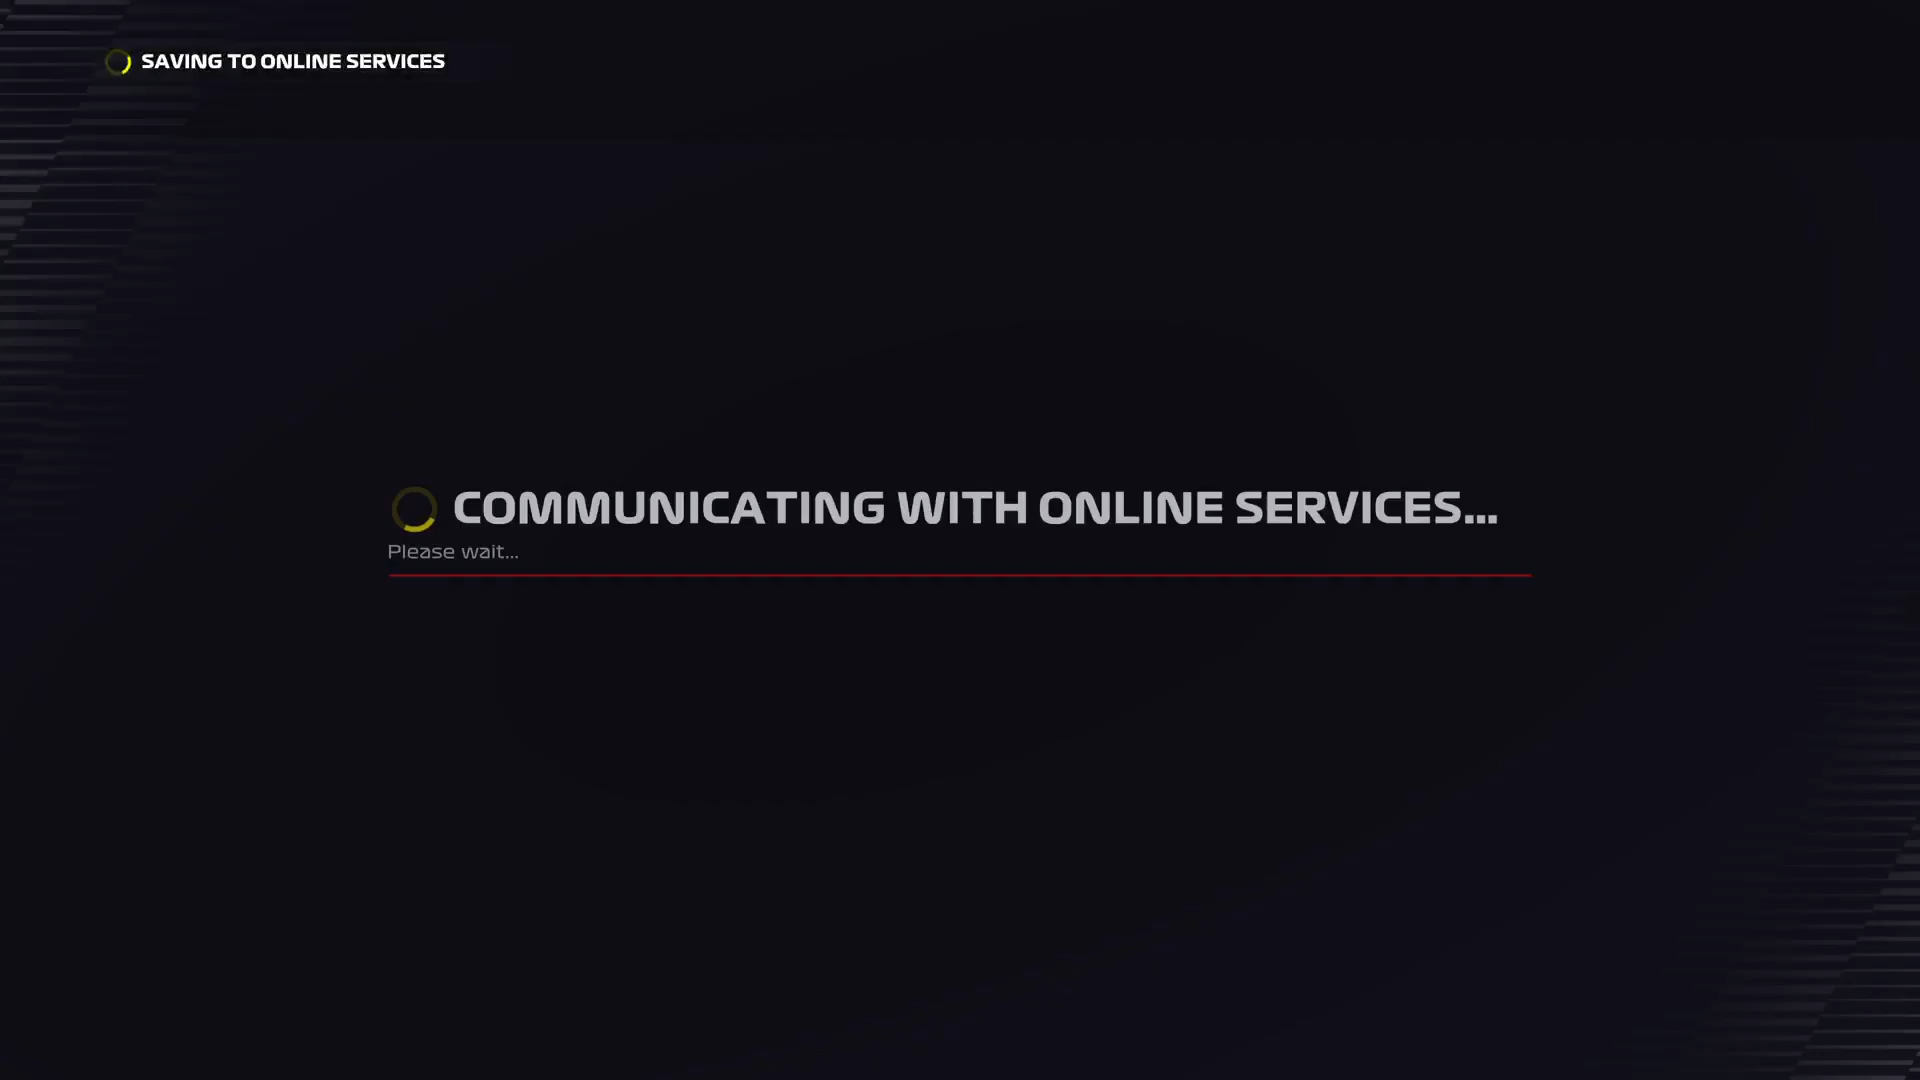 SAVING TO ONLINE SERVICES
COMMUNICATING WITH ONLINE SERVICES...
Please wait...